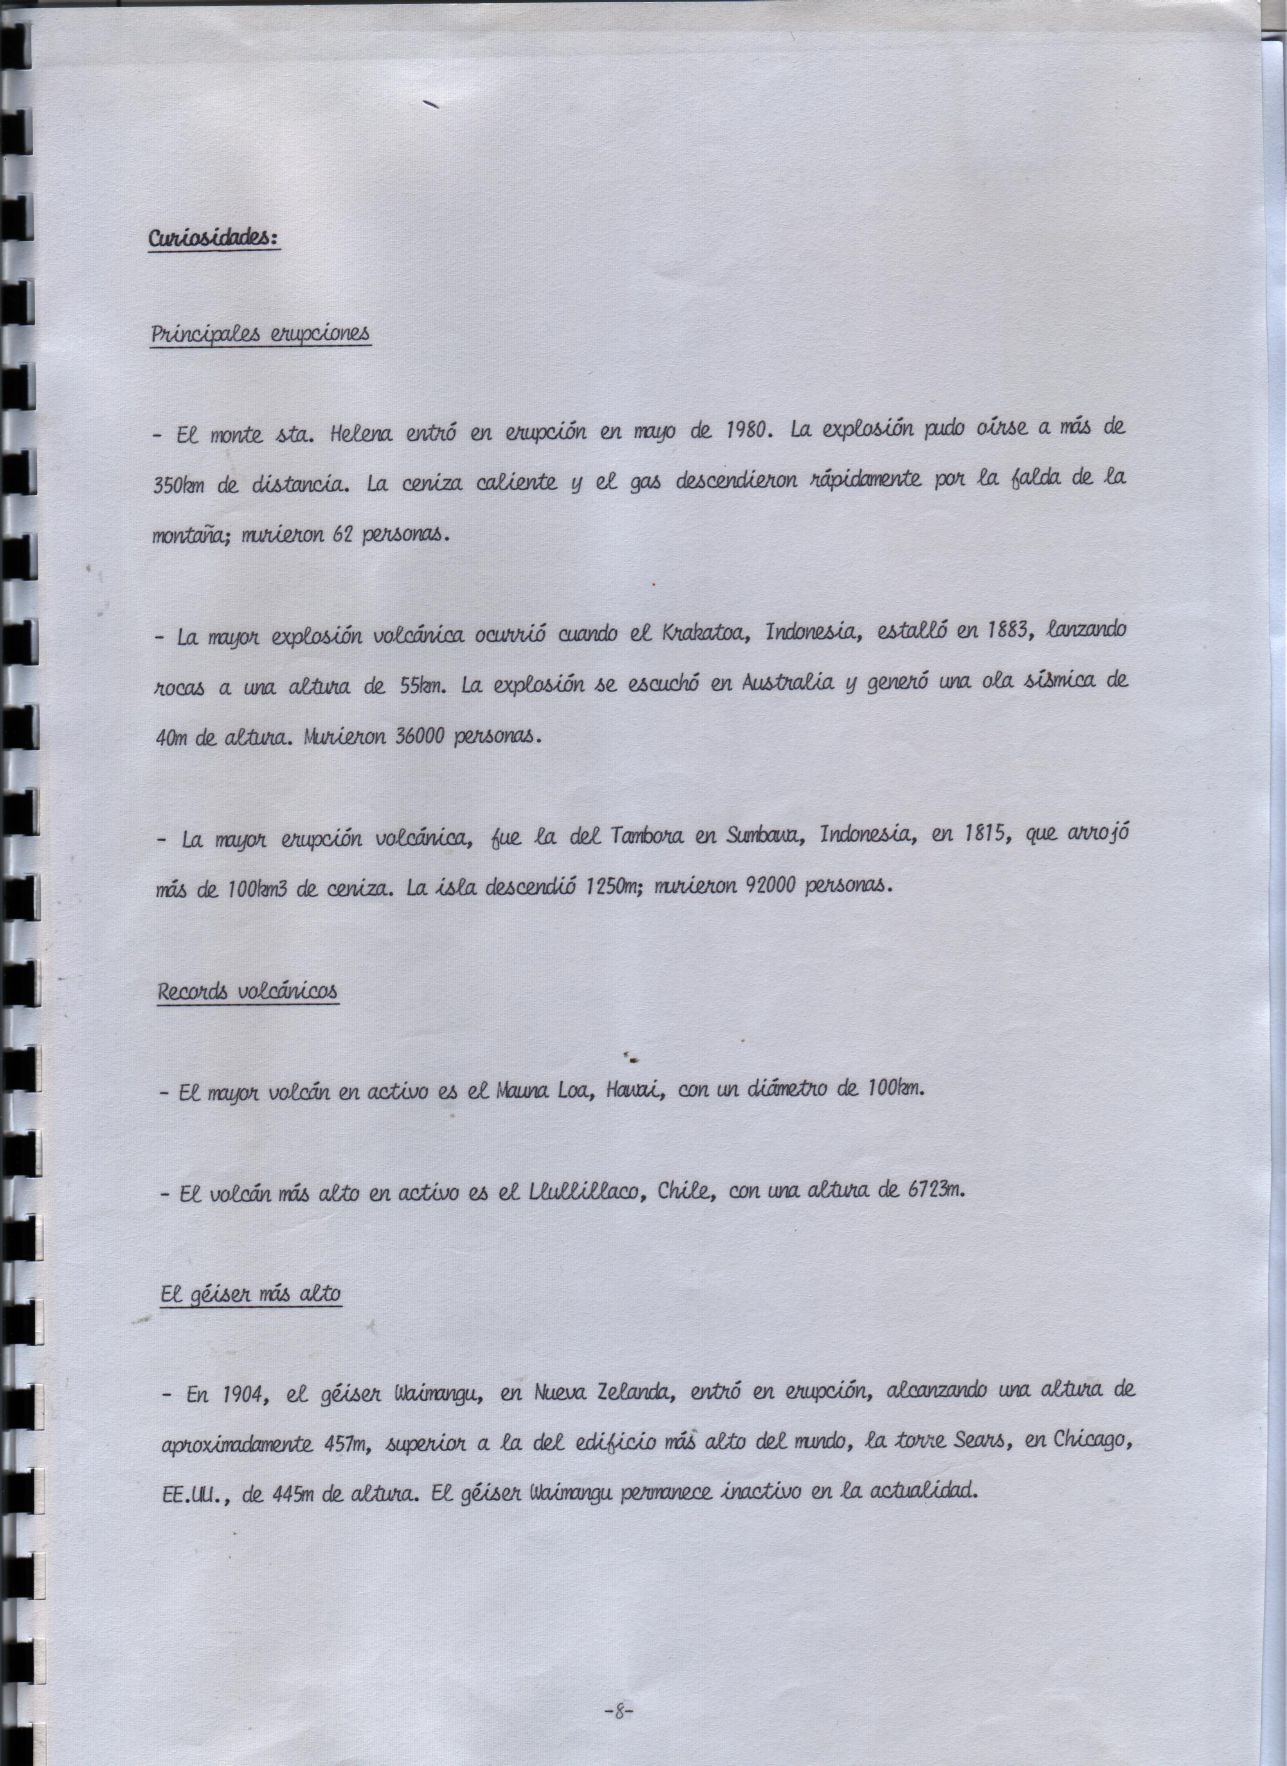 Curiosidades:
Principales erupciones
- El monte sta. Helena entró en erupción en mayo de 1980. La explosión pudo oírse a más de
350km de distancia. La ceniza caliente y el gas descendieron rápidamente por la falda de la
montaña; murieron 62 personas.
- La mayor explosión volcánica ocurrió cuando el Krakatoa, Indonesia, estalló en 1883, lanzando
rocas a una altura de 55km. La explosión se escuchó en Australia y generó una ola sísmica de
40m de altura. Murieron 36000 personas.
- La mayor erupción volcánica, fue la del Tambora en Sumbawa, Indonesia, en 1815, que arrojó
más de 100km3 de ceniza. La isla descendió 1250m; murieron 92000 personas.
Records volcánicos
- El mayor volcán en activo es el Mauna Loa, Hawai, con un diámetro de 100km.
- El volcán más alto en activo es el Llullillaco, Chile, con una altura de 6723m.
El géiser más alto
- En 1904, el géiser Waimangu, en Nueva Zelanda, entró en erupción, alcanzando una altura de
aproximadamente 457m, superior a la del edificio más alto del mundo, la torre Sears, en Chicago,
EE.UU., de 445m de altura. El géiser Waimangu permanece inactivo en la actualidad.
-8-